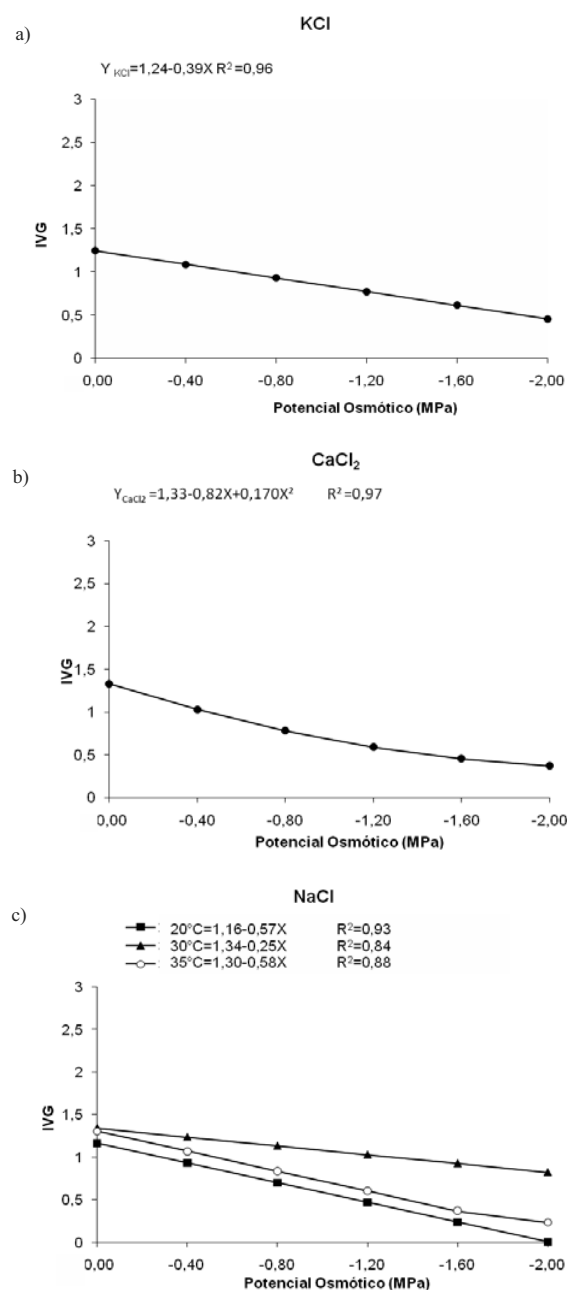 a)
KCl
Y KCl=1,24-0,39X R²=0,96
3
2,5
2
1,5
1
0,5
0
IVG
0,00 -0,40 -0,80 -1,20 -1,60 -2,00
Potencial Osmótico (MPa)
b)
CaCl₂
YCaCl2 =1,33-0,82X+0,170X² R² =0,97
3
2,5
2
1,5
1
0,5
0
IVG
0,00 -0,40 -0,80 -1,20 -1,60 -2,00
Potencial Osmótico (MPa)
c)
NaCl
20°C=1,16-0,57X R²=0,93
30°C=1,34-0,25X R²=0,84
35°C=1,30-0,58X R²=0,88
3
2,5
2
1,5
1
0,5
0
IVG
0,00 -0,40 -0,80 -1,20 -1,60 -2,00
Potencial Osmótico (MPa)